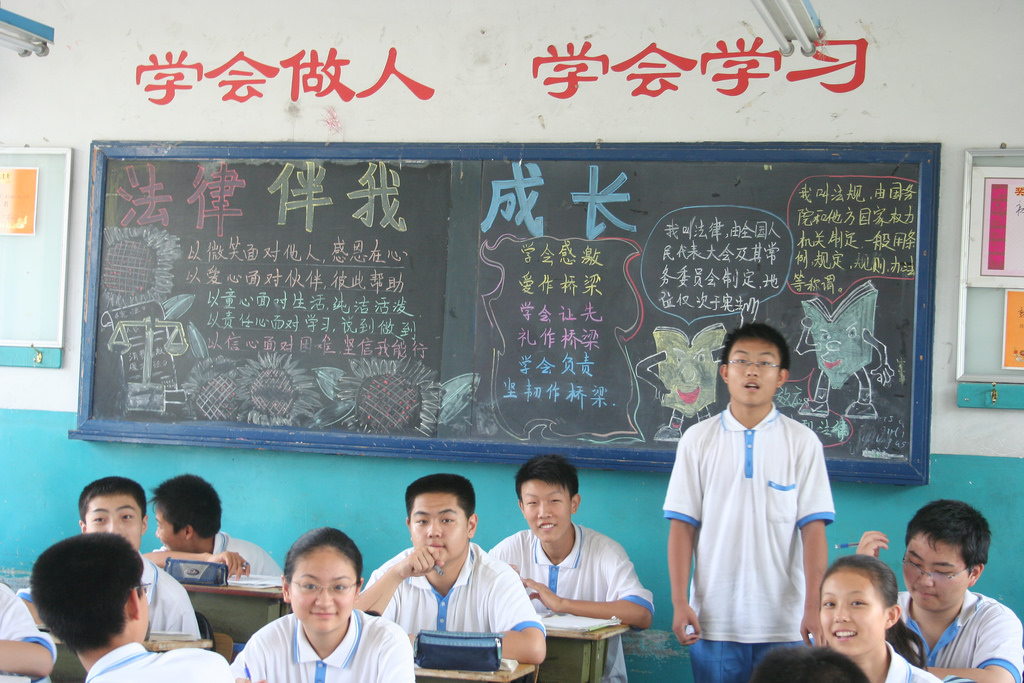 学会做人 学会学习
法律伴我成长
以微笑面对他人，感恩在心
以爱心面对伙伴，彼此帮助
以童心面对生活，纯洁活泼
以责任心面对学习，说到做到
以信心面对困难，坚信我能行
学会感激
爱作桥梁
学会让先
礼作桥梁
学会负责
坚韧作桥梁
我叫法律，由全国人
民代表大会及其常
务委员会制定，地
位仅次于宪法
我叫法规，由国务
院和地方国家权力
机关制定，一般用条
例，规定，规则，办法
等称谓。